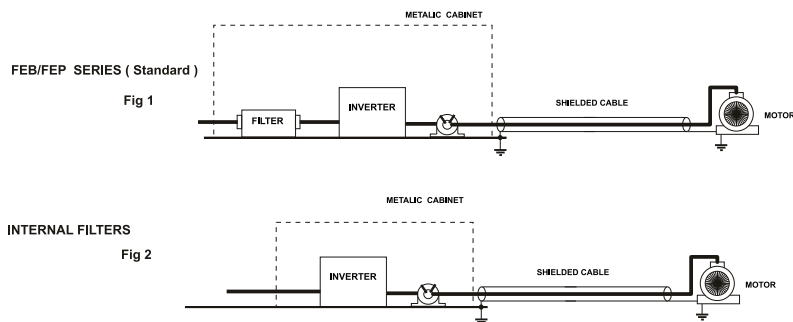 METALIC CABINET
FEB/FEP SERIES ( Standard )
Fig 1
FILTER
INVERTER
SHIELDED CABLE
MOTOR
METALIC CABINET
INTERNAL FILTERS
Fig 2
INVERTER
SHIELDED CABLE
MOTOR